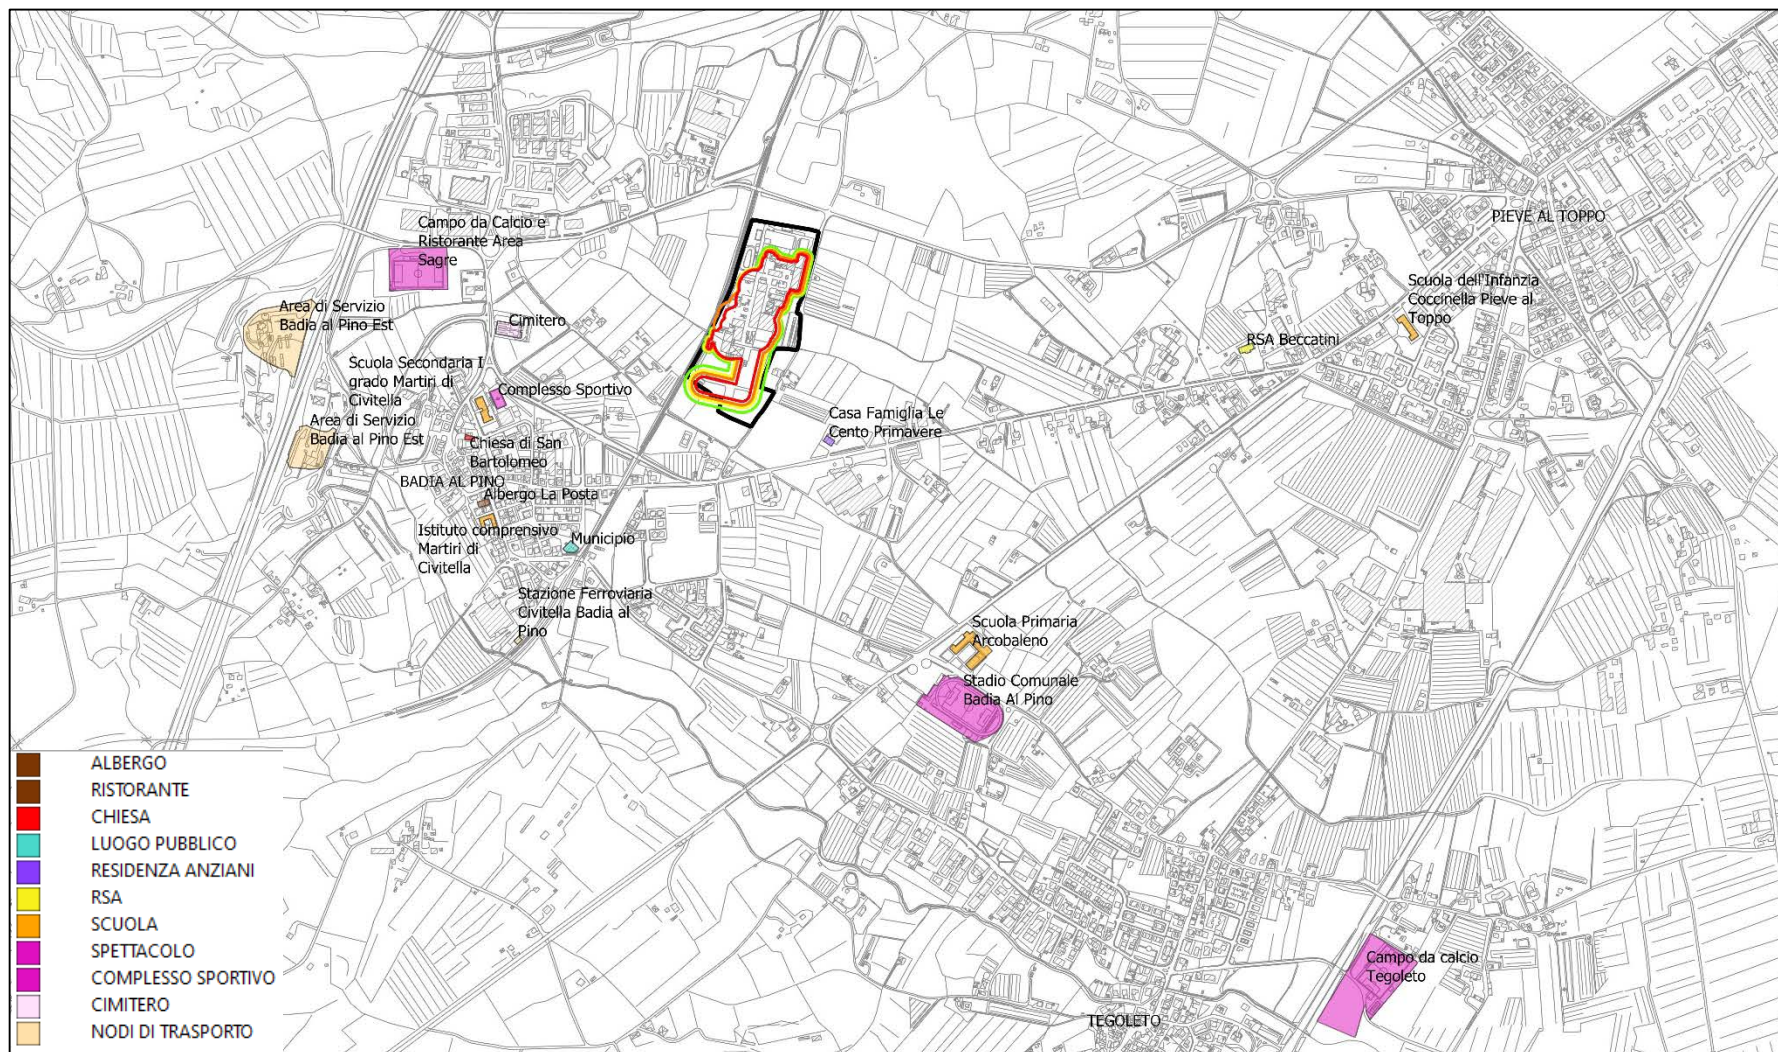 PIEVE AL TOPPO
Campo da Calcio e
Ristorante Area
Sagre
Scuola dell'Infanzia
Coccinella Pieve al
Toppo
Area di Servizio
Badia al Pino Est
Cimitero
RSA Beccatini
Scuola Secondaria I
grado Martiri di
Civitella
Complesso Sportivo
Area di Servizio
Badia al Pino Est
Casa Famiglia Le
Cento Primavere
Chiesa di San
Bartolomeo
BADIA AL PINO
Albergo La Posta
Istituto comprensivo
Martiri di
Civitella
Municipio
Stazione Ferroviaria
Civitella Badia al
Pino
Scuola Primaria
Arcobaleno
Stadio Comunale
Badia Al Pino
Campo da calcio
Tegoleto
TEGOLETO
ALBERGO
RISTORANTE
CHIESA
LUOGO PUBBLICO
RESIDENZA ANZIANI
RSA
SCUOLA
SPETTACOLO
COMPLESSO SPORTIVO
CIMITERO
NODI DI TRASPORTO